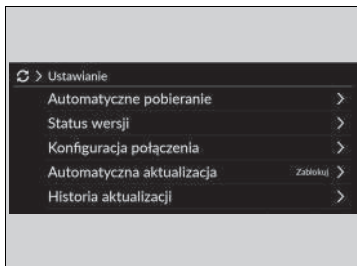 > Ustawianie
Automatyczne pobieranie >
Status wersji >
Konfiguracja połączenia >
Automatyczna aktualizacja Zablokuj >
Historia aktualizacji >